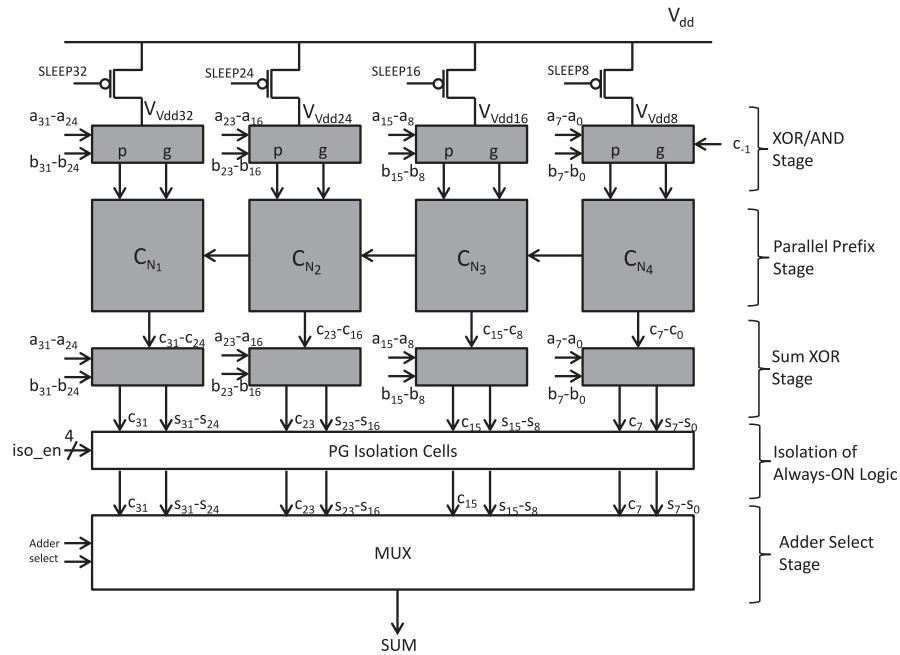 V_dd
SLEEP32 SLEEP24 SLEEP16 SLEEP8
V_Vdd32 V_Vdd24 V_Vdd16 V_Vdd8
a_31-a_24 a_23-a_16 a_15-a_8 a_7-a_0
p g p g p g p g
b_31-b_24 b_23-b_16 b_15-b_8 b_7-b_0
c_-1
XOR/AND
Stage
C_N1 C_N2 C_N3 C_N4
Parallel Prefix
Stage
c_31-c_24 c_23-c_16 c_15-c_8 c_7-c_0
a_31-a_24 a_23-a_16 a_15-a_8 a_7-a_0
b_31-b_24 b_23-b_16 b_15-b_8 b_7-b_0
Sum XOR
Stage
c_31 s_31-s_24 c_23 s_23-s_16 c_15 s_15-s_8 c_7 s_7-s_0
iso_en 4
PG Isolation Cells
Isolation of
Always-ON Logic
c_31 s_31-s_24 c_23 s_23-s_16 c_15 s_15-s_8 c_7 s_7-s_0
Adder
select
MUX
Adder Select
Stage
SUM